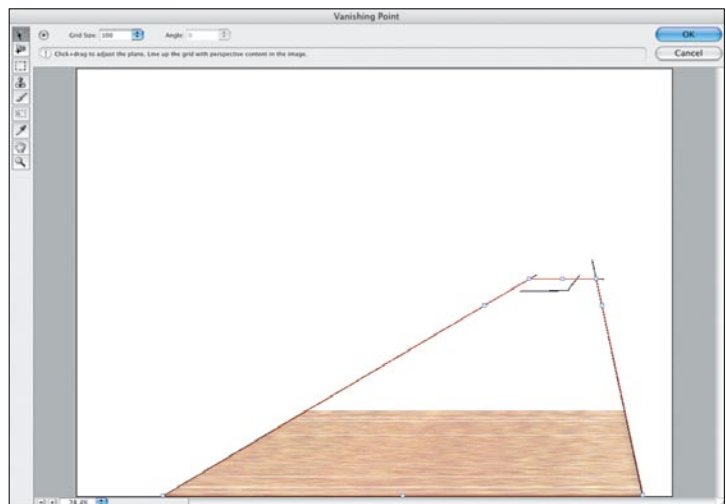 Vanishing Point
Grid Size: 100 Angle: 0 OK
Click+drag to adjust the plane. Line up the grid with perspective content in the image. Cancel